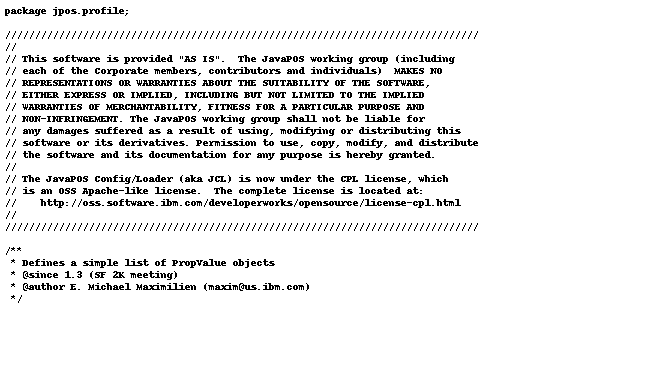 package jpos.profile;

///////////////////////////////////////////////////////////////////////////////
//
// This software is provided "AS IS".  The JavaPOS working group (including
// each of the Corporate members, contributors and individuals)  MAKES NO
// REPRESENTATIONS OR WARRANTIES ABOUT THE SUITABILITY OF THE SOFTWARE,
// EITHER EXPRESS OR IMPLIED, INCLUDING BUT NOT LIMITED TO THE IMPLIED
// WARRANTIES OF MERCHANTABILITY, FITNESS FOR A PARTICULAR PURPOSE AND
// NON-INFRINGEMENT. The JavaPOS working group shall not be liable for
// any damages suffered as a result of using, modifying or distributing this
// software or its derivatives. Permission to use, copy, modify, and distribute
// the software and its documentation for any purpose is hereby granted.
//
// The JavaPOS Config/Loader (aka JCL) is now under the CPL license, which
// is an OSS Apache-like license.  The complete license is located at:
//    http://oss.software.ibm.com/developerworks/opensource/license-cpl.html
//
///////////////////////////////////////////////////////////////////////////////

/**
 * Defines a simple list of PropValue objects
 * @since 1.3 (SF 2K meeting)
 * @author E. Michael Maximilien (maxim@us.ibm.com)
 */